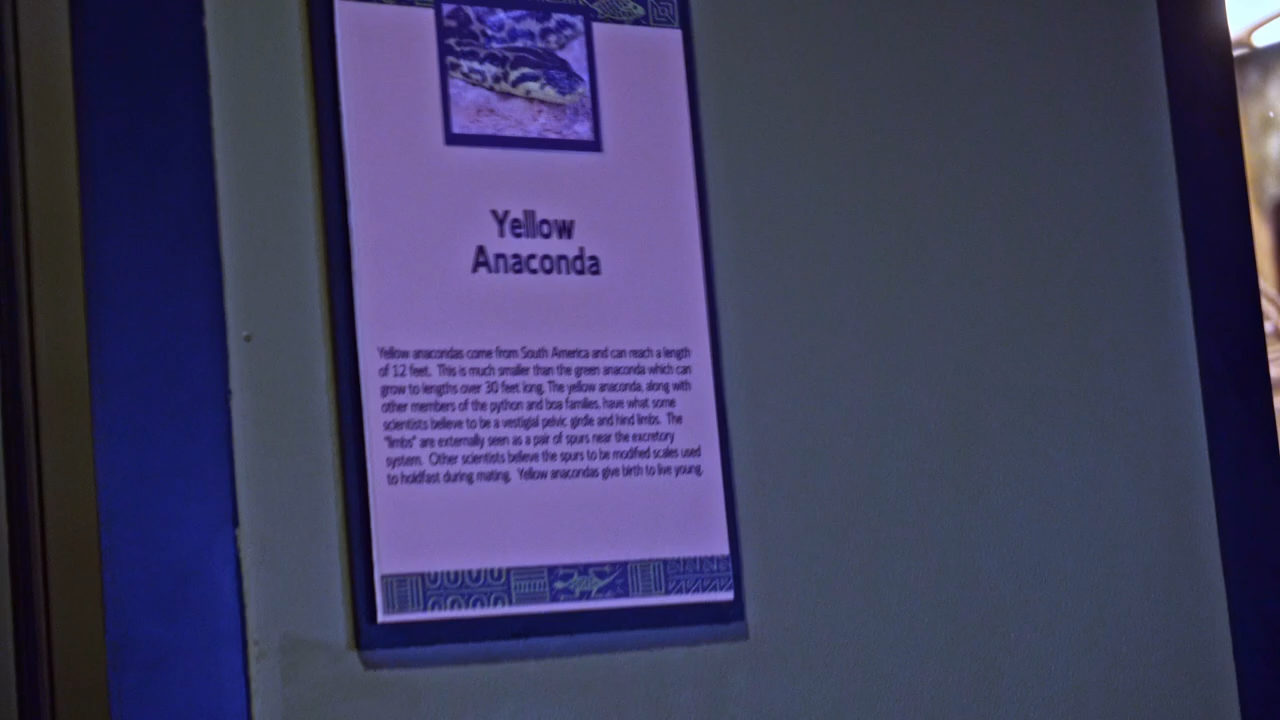 Yellow
Anaconda
Yellow anacondas come from South America and can reach a length
of 12 feet. This is much smaller than the green anaconda which can
grow to lengths over 30 feet long. The yellow anaconda, along with
other members of the python and boa families, have what some
scientists believe to be a vestigial pelvic girdle and hind limbs. The
"limbs" are externally seen as a pair of spurs near the excretory
system. Other scientists believe the spurs to be modified scales used
to holdfast during mating. Yellow anacondas give birth to live young.